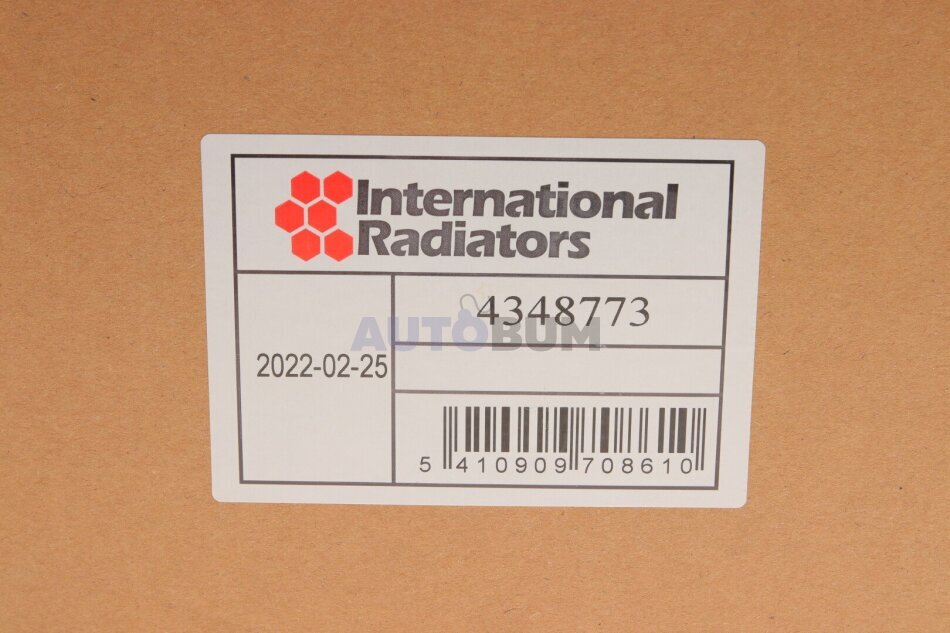 International
Radiators
4348773
AUTOBUM
2022-02-25
5 410909 708610